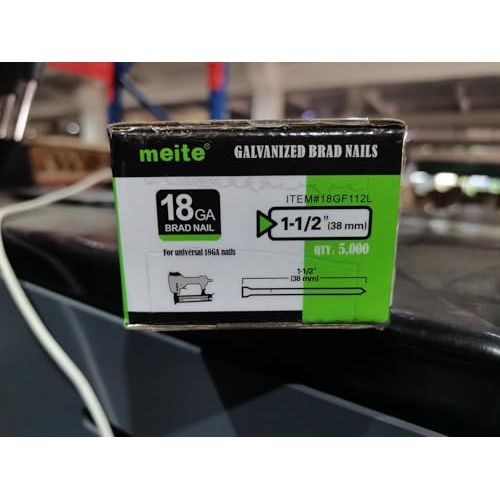 meite®
GALVANIZED BRAD NAILS
ITEM#18GF112L
18GA
BRAD NAIL
1-1/2"(38 mm)
QTY: 5,000
For universal 18GA nails
1-1/2"
(38 mm)